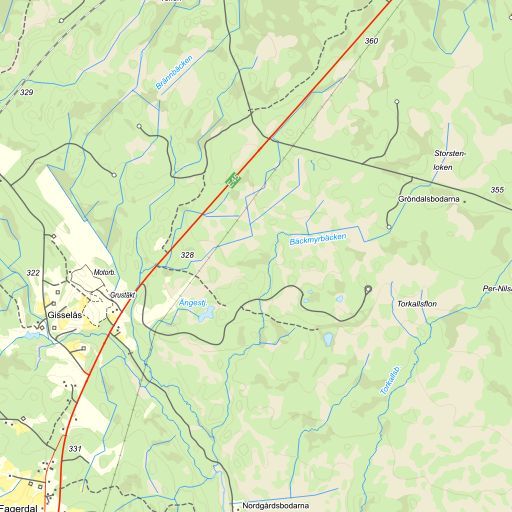 360
Brännbäcken
329
Storsten-
loken
355
Gröndalsbodarna
Bäckmyrbäcken
328
322
Motorb.
Grustäkt
Ängestj.
Per-Nils
Torkallsflon
Gisselås
Torkallsb
331
Nordgårdsbodarna
Fagerdal